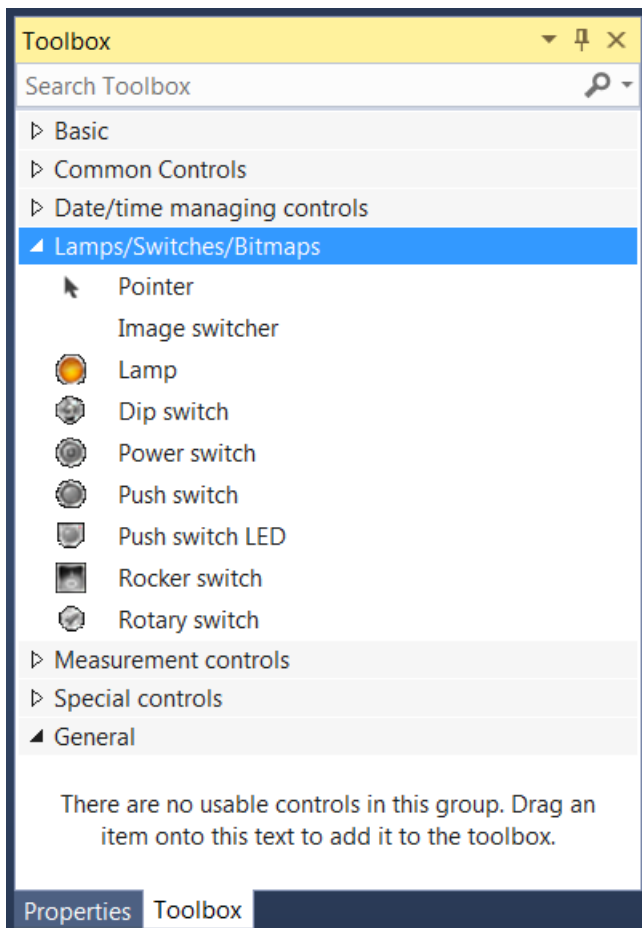 Toolbox
Search Toolbox
Basic
Common Controls
Date/time managing controls
Lamps/Switches/Bitmaps
Pointer
Image switcher
Lamp
Dip switch
Power switch
Push switch
Push switch LED
Rocker switch
Rotary switch
Measurement controls
Special controls
General
There are no usable controls in this group. Drag an
item onto this text to add it to the toolbox.
Properties Toolbox